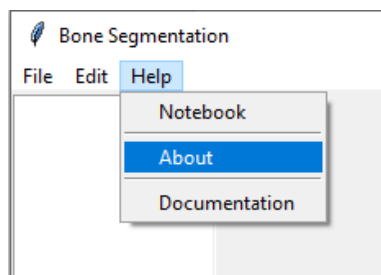 Bone Segmentation
File Edit Help
Notebook
About
Documentation